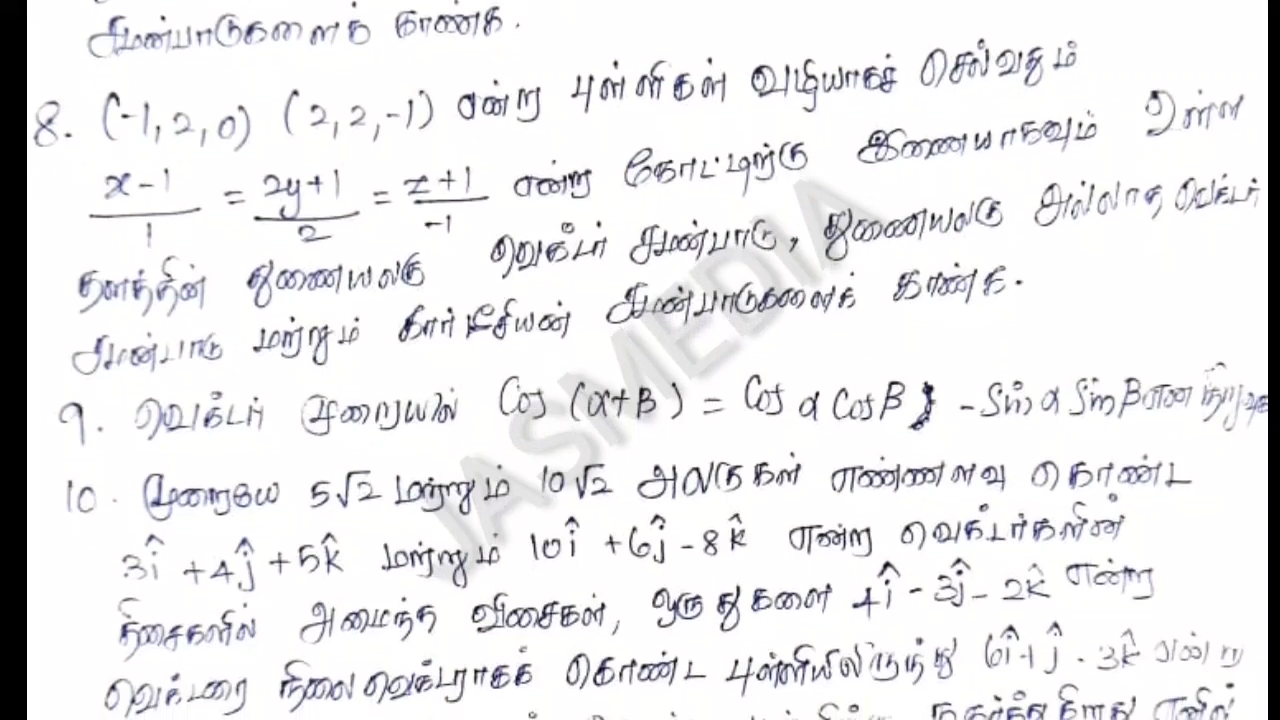 சமன்பாடுகளைக் காண்க.
8. (-1, 2, 0) (2, 2, -1) என்ற புள்ளிகள் வழியாகச் செல்வதும்
x-1/1 = 2y+1/2 = z+1/-1 என்ற கோட்டிற்கு இணையாகவும் உள்ள
தளத்தின் துணையலகு வெக்டர் சமன்பாடு, துணையலகு அல்லாத வெக்டர்
சமன்பாடு மற்றும் கார்டீசியன் சமன்பாடுகளைக் காண்க.
9. வெக்டர் முறையில் Cos (α+β) = Cos α Cos β - Sin α Sin β என நிறுவுக
10. முறையே 5√2 மற்றும் 10√2 அலகுகள் எண்ணளவு கொண்ட
3î + 4ĵ + 5k̂ மற்றும் 10î + 6ĵ - 8k̂ என்ற வெக்டர்களின்
திசைகளில் அமைந்த விசைகள், ஒரு துகளை 4î - 3ĵ - 2k̂ என்ற
வெக்டரை நிலை வெக்டராகக் கொண்ட புள்ளியிலிருந்து 6î + ĵ - 3k̂ என்ற
நகர்த்துகிறது எனில்
JASMEDIA